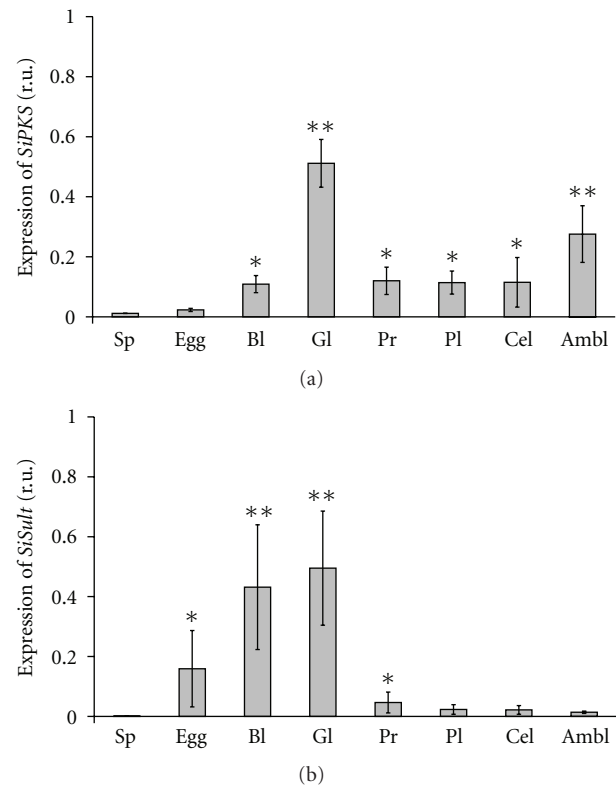 1
0.8
0.6
0.4
0.2
0
Expression of SiPKS (r.u.)
* ** * * * **
Sp Egg Bl Gl Pr Pl Cel Ambl
(a)
1
0.8
0.6
0.4
0.2
0
Expression of SiSult (r.u.)
* ** ** *
Sp Egg Bl Gl Pr Pl Cel Ambl
(b)